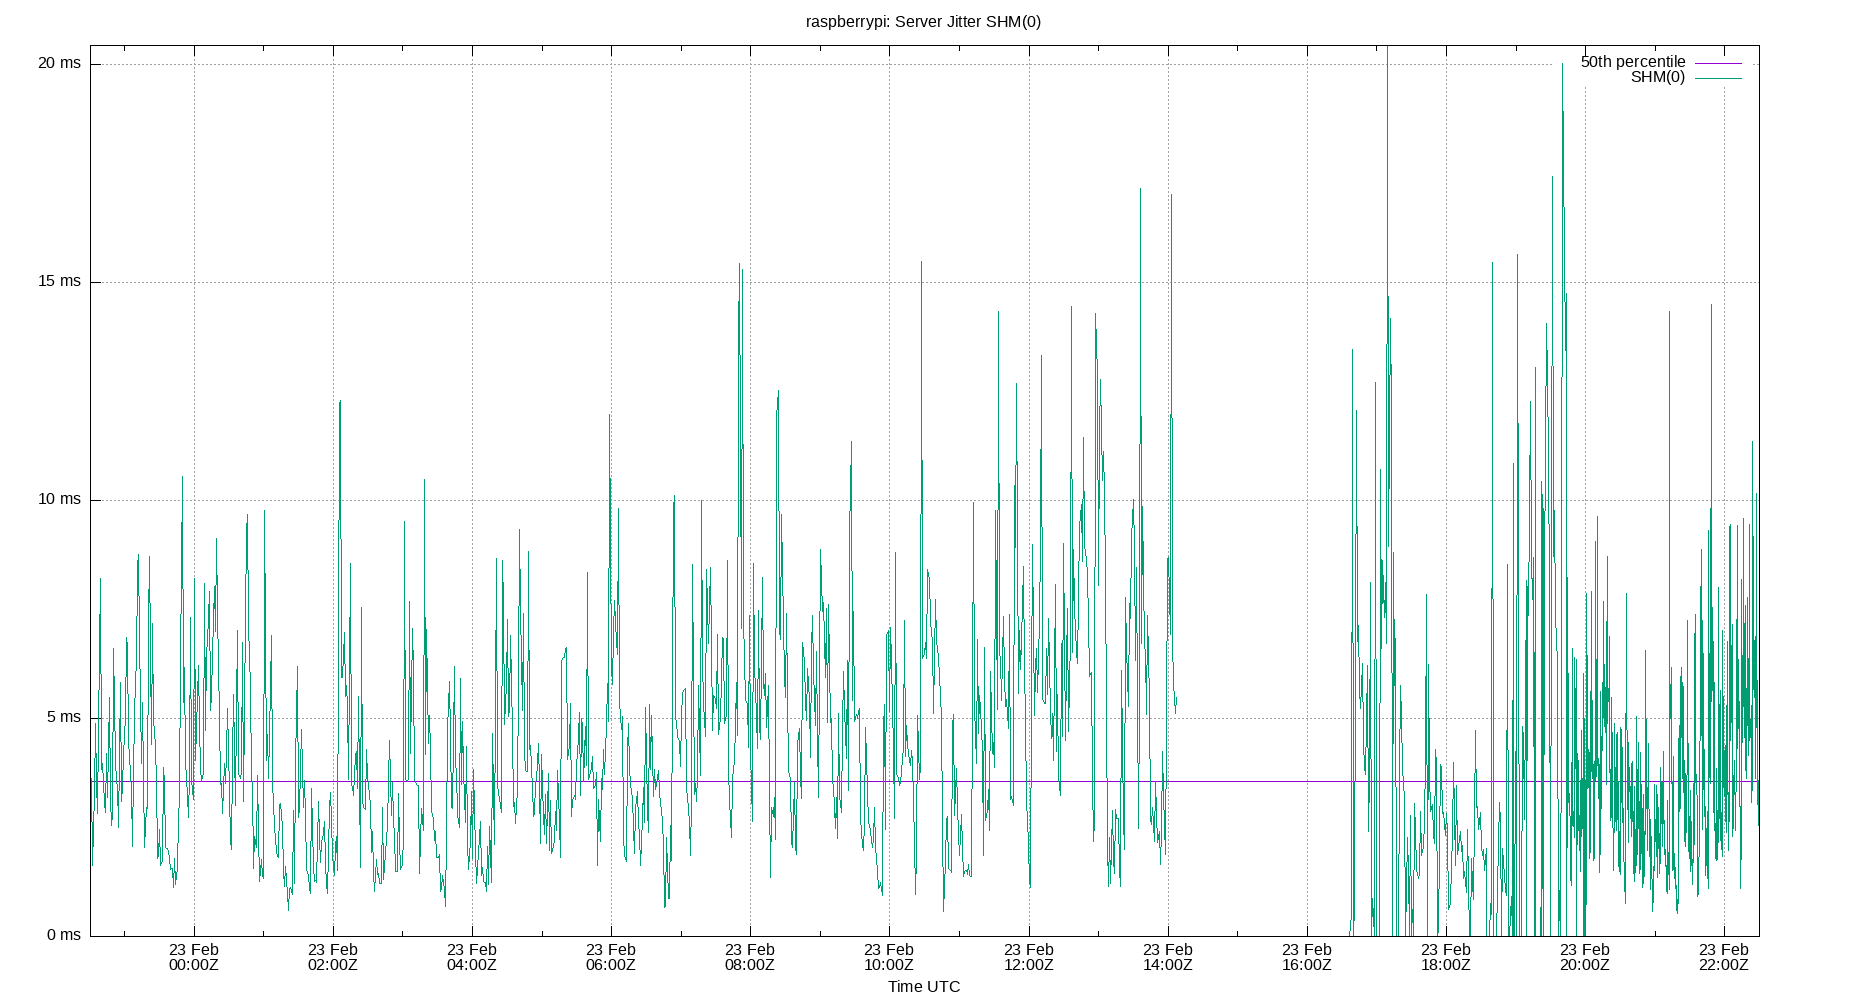 raspberrypi: Server Jitter SHM(0)
50th percentile
SHM(0)
20 ms
15 ms
10 ms
5 ms
0 ms
23 Feb 23 Feb 23 Feb 23 Feb 23 Feb 23 Feb 23 Feb 23 Feb 23 Feb 23 Feb 23 Feb 23 Feb
00:00Z 02:00Z 04:00Z 06:00Z 08:00Z 10:00Z 12:00Z 14:00Z 16:00Z 18:00Z 20:00Z 22:00Z
Time UTC